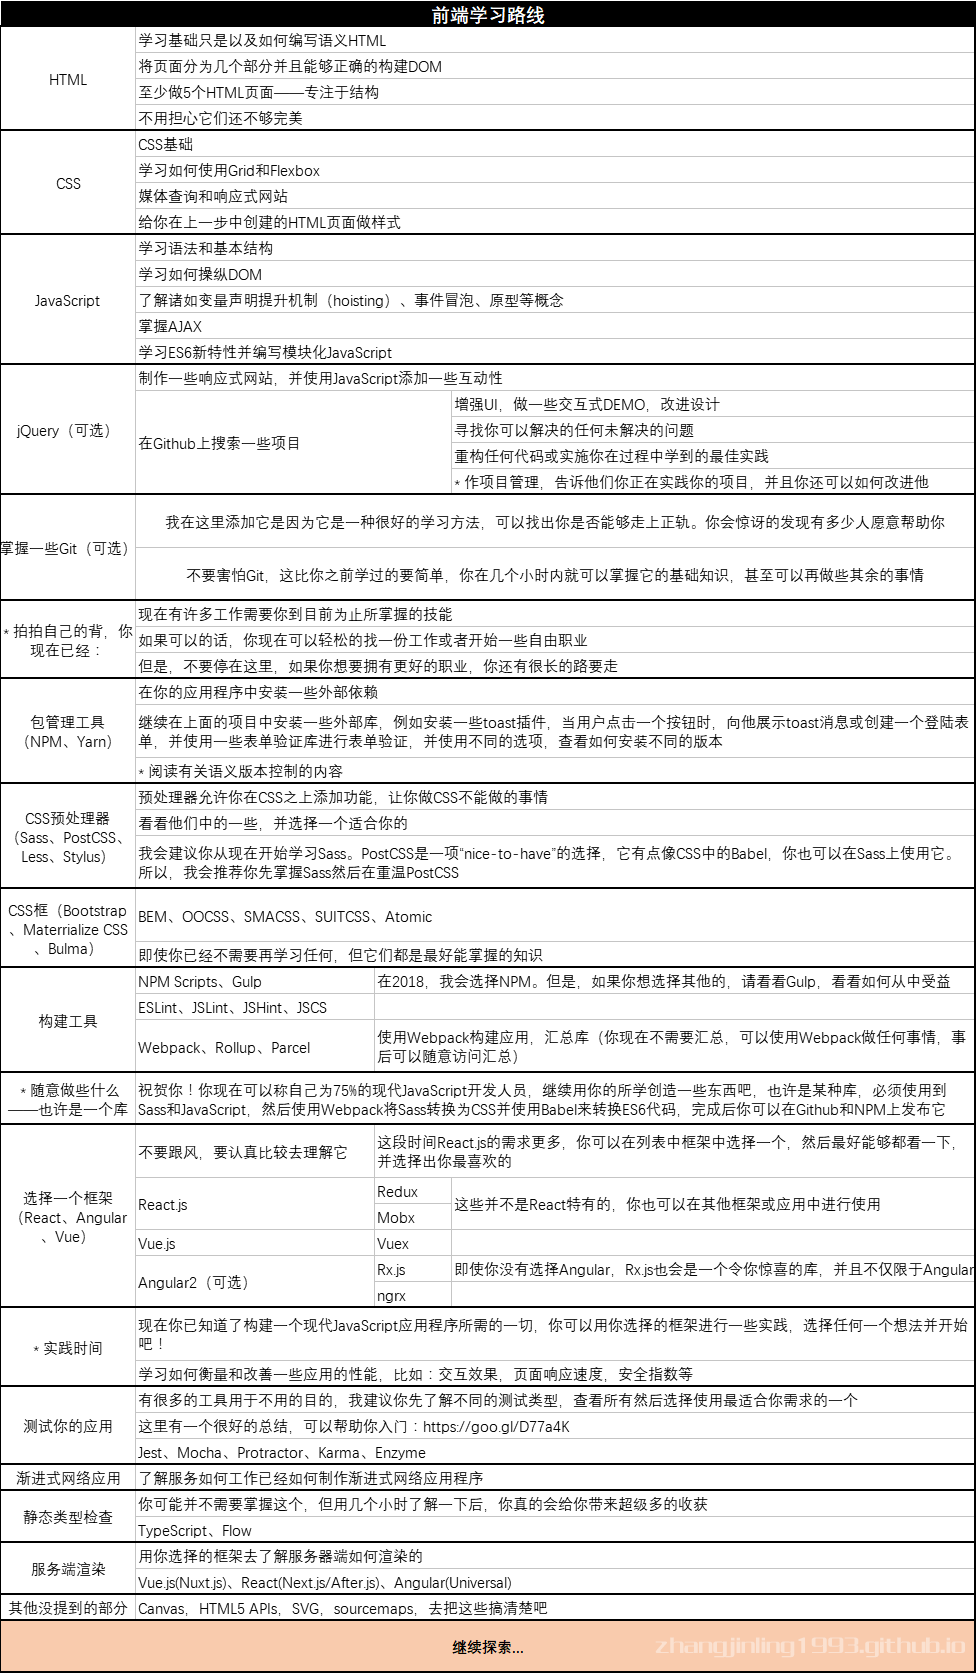 前端学习路线
HTML
学习基础只是以及如何编写语义HTML
将页面分为几个部分并且能够正确的构建DOM
至少做5个HTML页面——专注于结构
不用担心它们还不够完美
CSS
CSS基础
学习如何使用Grid和Flexbox
媒体查询和响应式网站
给你在上一步中创建的HTML页面做样式
JavaScript
学习语法和基本结构
学习如何操纵DOM
了解诸如变量声明提升机制（hoisting）、事件冒泡、原型等概念
掌握AJAX
学习ES6新特性并编写模块化JavaScript
jQuery（可选）
制作一些响应式网站，并使用JavaScript添加一些互动性
在Github上搜索一些项目
增强UI，做一些交互式DEMO，改进设计
寻找你可以解决的任何未解决的问题
重构任何代码或实施你在过程中学到的最佳实践
* 作项目管理，告诉他们你正在实践你的项目，并且你还可以如何改进他
掌握一些Git（可选）
我在这里添加它是因为它是一种很好的学习方法，可以找出你是否能够走上正轨。你会惊讶的发现有多少人愿意帮助你
不要害怕Git，这比你之前学过的要简单，你在几个小时内就可以掌握它的基础知识，甚至可以再做些其余的事情
* 拍拍自己的背，你
现在已经：
现在有许多工作需要你到目前为止所掌握的技能
如果可以的话，你现在可以轻松的找一份工作或者开始一些自由职业
但是，不要停在这里，如果你想要拥有更好的职业，你还有很长的路要走
包管理工具
（NPM、Yarn）
在你的应用程序中安装一些外部依赖
继续在上面的项目中安装一些外部库，例如安装一些toast插件，当用户点击一个按钮时，向他展示toast消息或创建一个登陆表
单，并使用一些表单验证库进行表单验证，并使用不同的选项，查看如何安装不同的版本
* 阅读有关语义版本控制的内容
CSS预处理器
（Sass、PostCSS、
Less、Stylus）
预处理器允许你在CSS之上添加功能，让你做CSS不能做的事情
看看他们中的一些，并选择一个适合你的
我会建议你从现在开始学习Sass。PostCSS是一项“nice-to-have”的选择，它有点像CSS中的Babel，你也可以在Sass上使用它。
所以，我会推荐你先掌握Sass然后在重温PostCSS
CSS框（Bootstrap
、Materrialize CSS
、Bulma）
BEM、OOCSS、SMACSS、SUITCSS、Atomic
即使你已经不需要再学习任何，但它们都是最好能掌握的知识
构建工具
NPM Scripts、Gulp
在2018，我会选择NPM。但是，如果你想选择其他的，请看看Gulp，看看如何从中受益
ESLint、JSLint、JSHint、JSCS
Webpack、Rollup、Parcel
使用Webpack构建应用，汇总库（你现在不需要汇总，可以使用Webpack做任何事情，事
后可以随意访问汇总）
* 随意做些什么
——也许是一个库
祝贺你！你现在可以称自己为75%的现代JavaScript开发人员，继续用你的所学创造一些东西吧，也许是某种库，必须使用到
Sass和JavaScript，然后使用Webpack将Sass转换为CSS并使用Babel来转换ES6代码，完成后你可以在Github和NPM上发布它
选择一个框架
（React、Angular
、Vue）
不要跟风，要认真比较去理解它
这段时间React.js的需求更多，你可以在列表中框架中选择一个，然后最好能够都看一下，
并选择出你最喜欢的
React.js
Redux
Mobx
这些并不是React特有的，你也可以在其他框架或应用中进行使用
Vue.js
Vuex
Angular2（可选）
Rx.js
即使你没有选择Angular，Rx.js也会是一个令你惊喜的库，并且不仅限于Angular
ngrx
* 实践时间
现在你已知道了构建一个现代JavaScript应用程序所需的一切，你可以用你选择的框架进行一些实践，选择任何一个想法并开始
吧！
学习如何衡量和改善一些应用的性能，比如：交互效果，页面响应速度，安全指数等
测试你的应用
有很多的工具用于不用的目的，我建议你先了解不同的测试类型，查看所有然后选择使用最适合你需求的一个
这里有一个很好的总结，可以帮助你入门：https://goo.gl/D77a4K
Jest、Mocha、Protractor、Karma、Enzyme
渐进式网络应用
了解服务如何工作已经如何制作渐进式网络应用程序
静态类型检查
你可能并不需要掌握这个，但用几个小时了解一下后，你真的会给你带来超级多的收获
TypeScript、Flow
服务端渲染
用你选择的框架去了解服务器端如何渲染的
Vue.js(Nuxt.js)、React(Next.js/After.js)、Angular(Universal)
其他没提到的部分
Canvas，HTML5 APIs，SVG，sourcemaps，去把这些搞清楚吧
继续探索...
zhangjinling1993.github.io